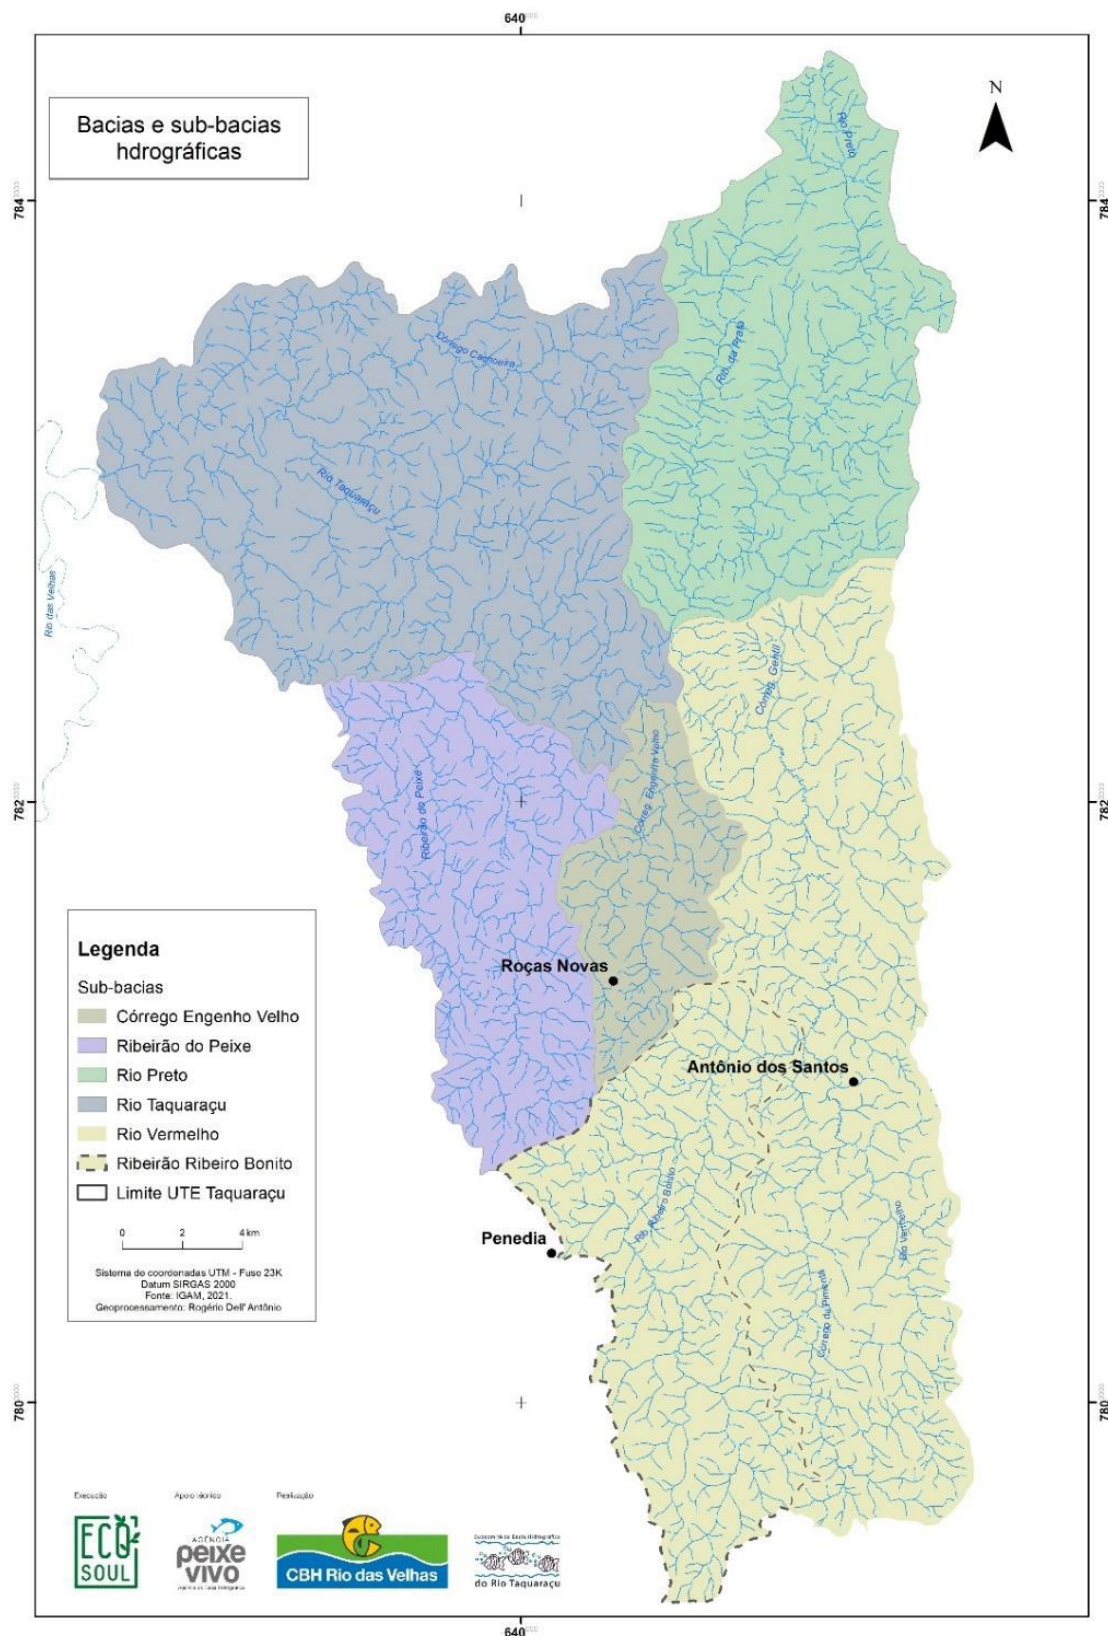 640
Bacias e sub-bacias
hdrográficas
N
784
784
Rio Preto
Rib. da Prata
Córrego Cachoeira
Rio Taquaraçu
Rio das Velhas
Córreg. Gentil
Córreg. Engenho Velho
Ribeirão do Peixe
782
782
Roças Novas
Antônio dos Santos
Rib. Ribeiro Bonito
Rio Vermelho
Penedia
Córrego da Pimenta
Legenda
Sub-bacias
Córrego Engenho Velho
Ribeirão do Peixe
Rio Preto
Rio Taquaraçu
Rio Vermelho
Ribeirão Ribeiro Bonito
Limite UTE Taquaraçu
0 2 4 km
Sistema de coordenadas UTM - Fuso 23K
Datum SIRGAS 2000
Fonte: IGAM, 2021.
Geoprocessamento: Rogério Dell' Antônio
780
780
Execução
Apoio técnico
Realização
ECO
SOUL
AGÊNCIA
peixe
vivo
CBH Rio das Velhas
do Rio Taquaraçu
640